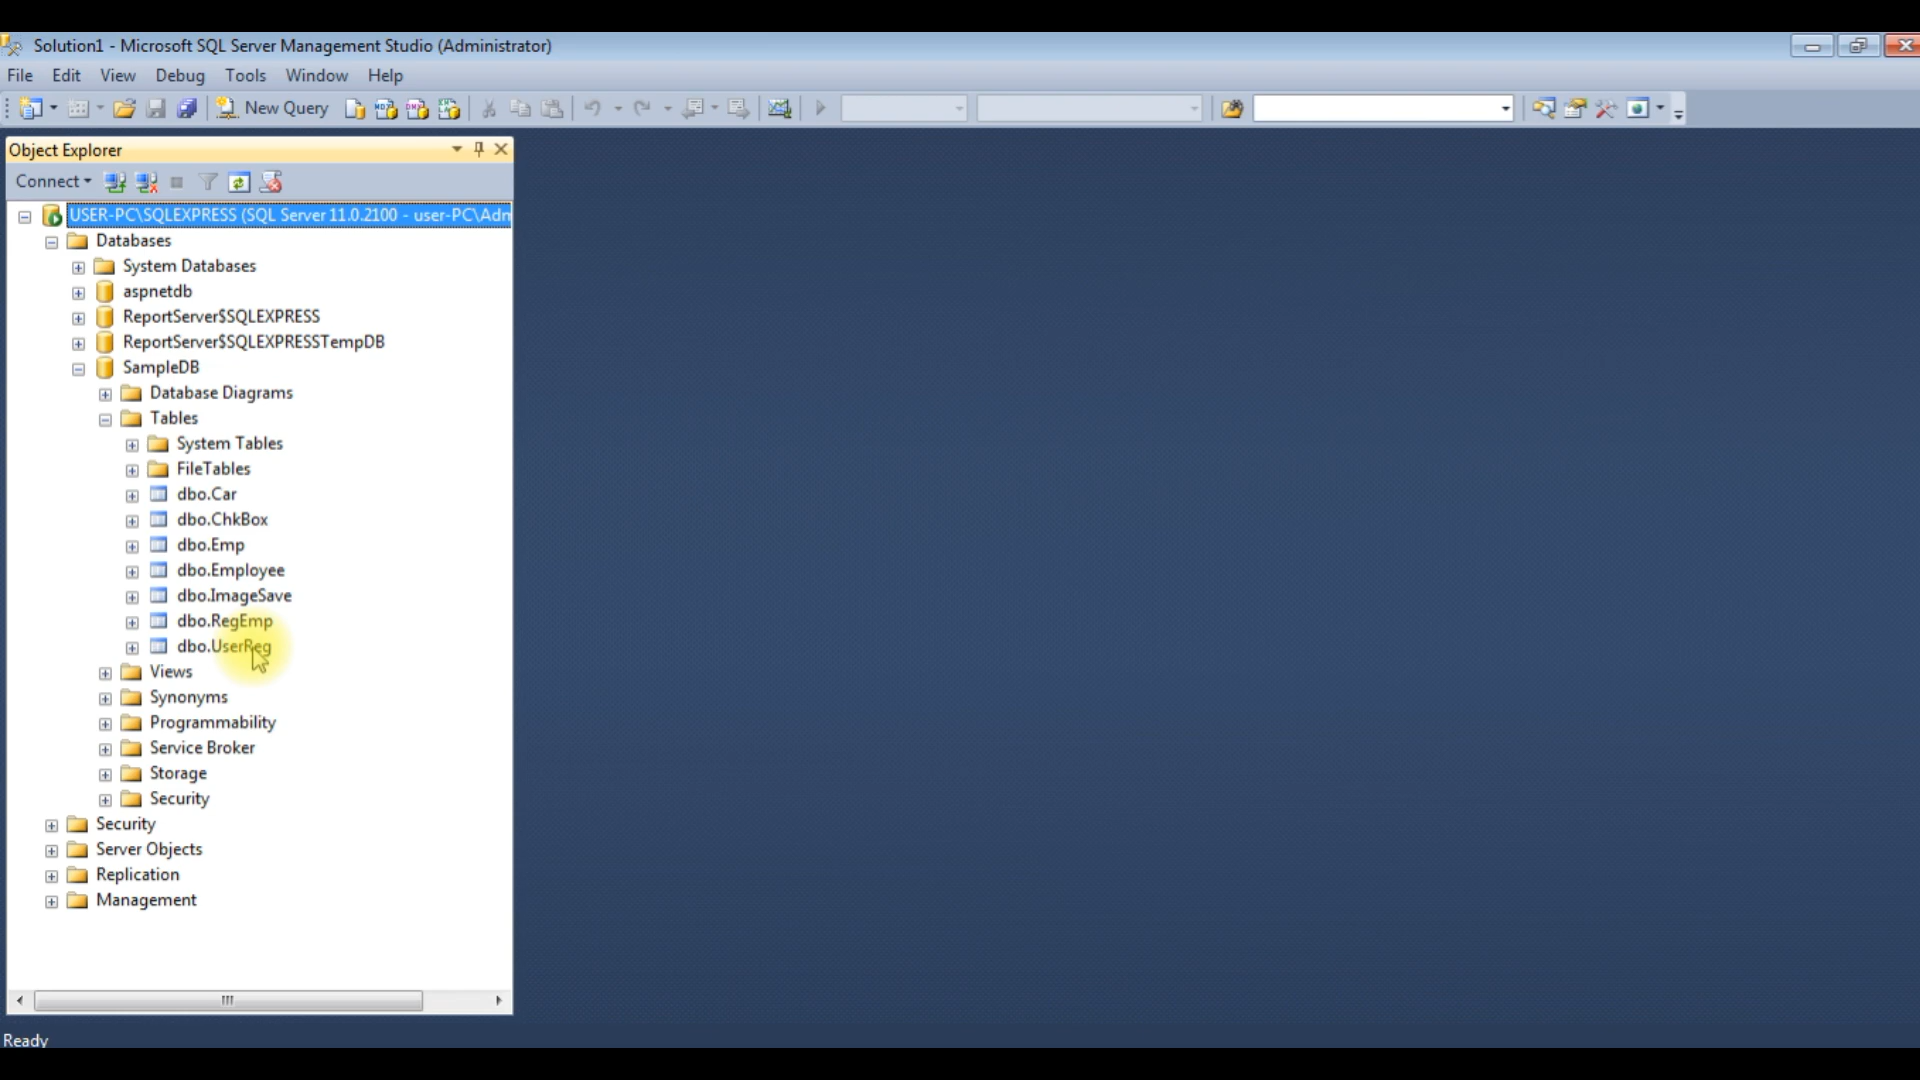 Solution1 - Microsoft SQL Server Management Studio (Administrator)
File Edit View Debug Tools Window Help
New Query
Object Explorer
Connect
USER-PC\SQLEXPRESS (SQL Server 11.0.2100 - user-PC\Adm
Databases
System Databases
aspnetdb
ReportServer$SQLEXPRESS
ReportServer$SQLEXPRESSTempDB
SampleDB
Database Diagrams
Tables
System Tables
FileTables
dbo.Car
dbo.ChkBox
dbo.Emp
dbo.Employee
dbo.ImageSave
dbo.RegEmp
dbo.UserReg
Views
Synonyms
Programmability
Service Broker
Storage
Security
Security
Server Objects
Replication
Management
Ready